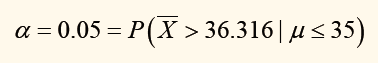 α = 0.05 = P(X̅ > 36.316 | μ ≤ 35)